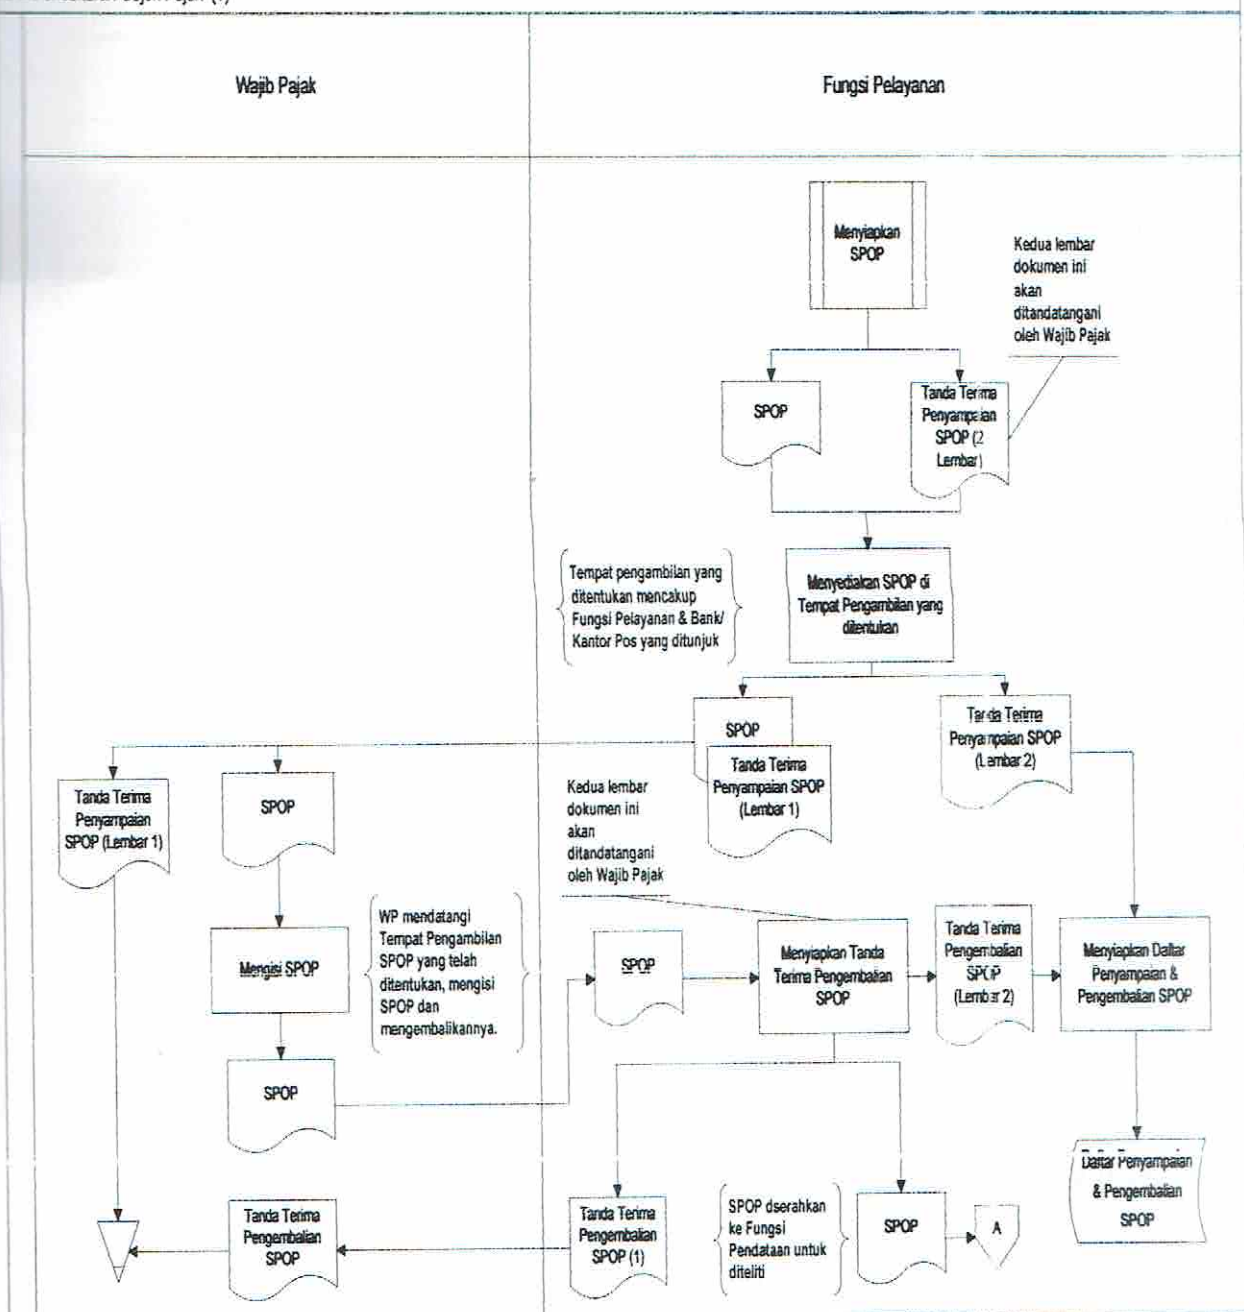 Wajib Pajak
Fungsi Pelayanan
Menyiapkan
SPOP
Kedua lembar
dokumen ini
akan
ditandatangani
oleh Wajib Pajak
SPOP
Tanda Terima
Penyampaian
SPOP (2
Lembar)
Tempat pengambilan yang
ditentukan mencakup
Fungsi Pelayanan & Bank/
Kantor Pos yang ditunjuk
Menyediakan SPOP di
Tempat Pengambilan yang
ditentukan
SPOP
Tanda Terima
Penyampaian SPOP
(Lembar 1)
Tanda Terima
Penyampaian SPOP
(Lembar 2)
Tanda Terima
Penyampaian
SPOP (Lembar 1)
SPOP
Kedua lembar
dokumen ini
akan
ditandatangani
oleh Wajib Pajak
Mengisi SPOP
WP mendatangi
Tempat Pengambilan
SPOP yang telah
ditentukan, mengisi
SPOP dan
mengembalikannya.
SPOP
Menyiapkan Tanda
Terima Pengembalian
SPOP
Tanda Terima
Pengembalian
SPOP
(Lembar 2)
Menyiapkan Daftar
Penyampaian &
Pengembalian SPOP
SPOP
Daftar Penyampaian
& Pengembalian
SPOP
Tanda Terima
Pengembalian
SPOP
Tanda Terima
Pengembalian
SPOP (1)
SPOP dserahkan
ke Fungsi
Pendataan untuk
diteliti
SPOP
A